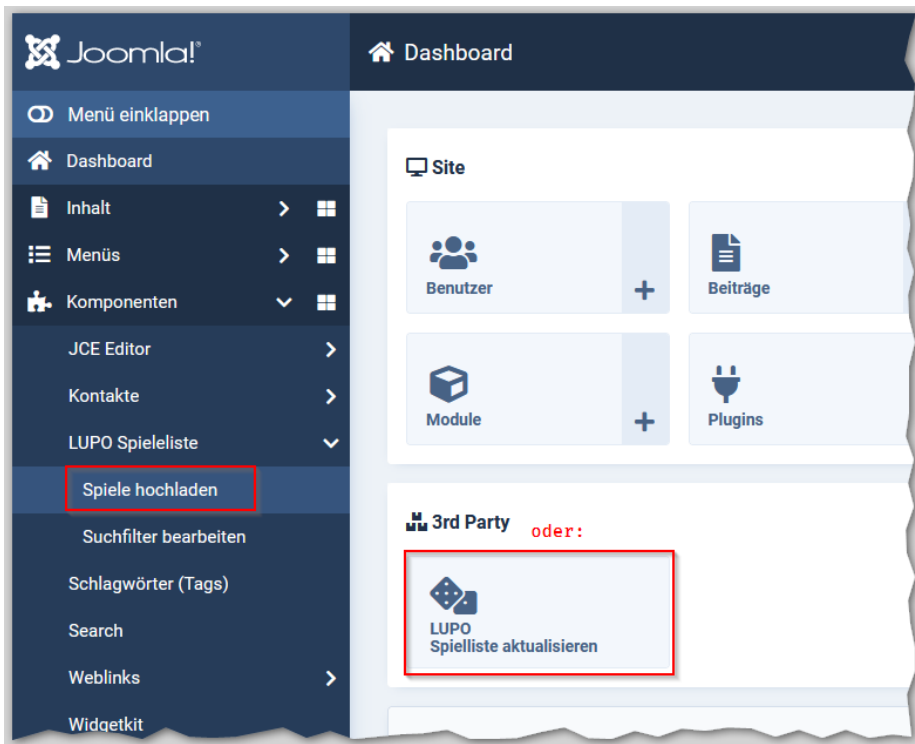 Joomla!®
Dashboard
Menü einklappen
Dashboard
Inhalt
Menüs
Komponenten
JCE Editor
Kontakte
LUPO Spieleliste
Spiele hochladen
Suchfilter bearbeiten
Schlagwörter (Tags)
Search
Weblinks
Widgetkit
Site
Benutzer
Beiträge
Module
Plugins
3rd Party
oder:
LUPO
Spielliste aktualisieren